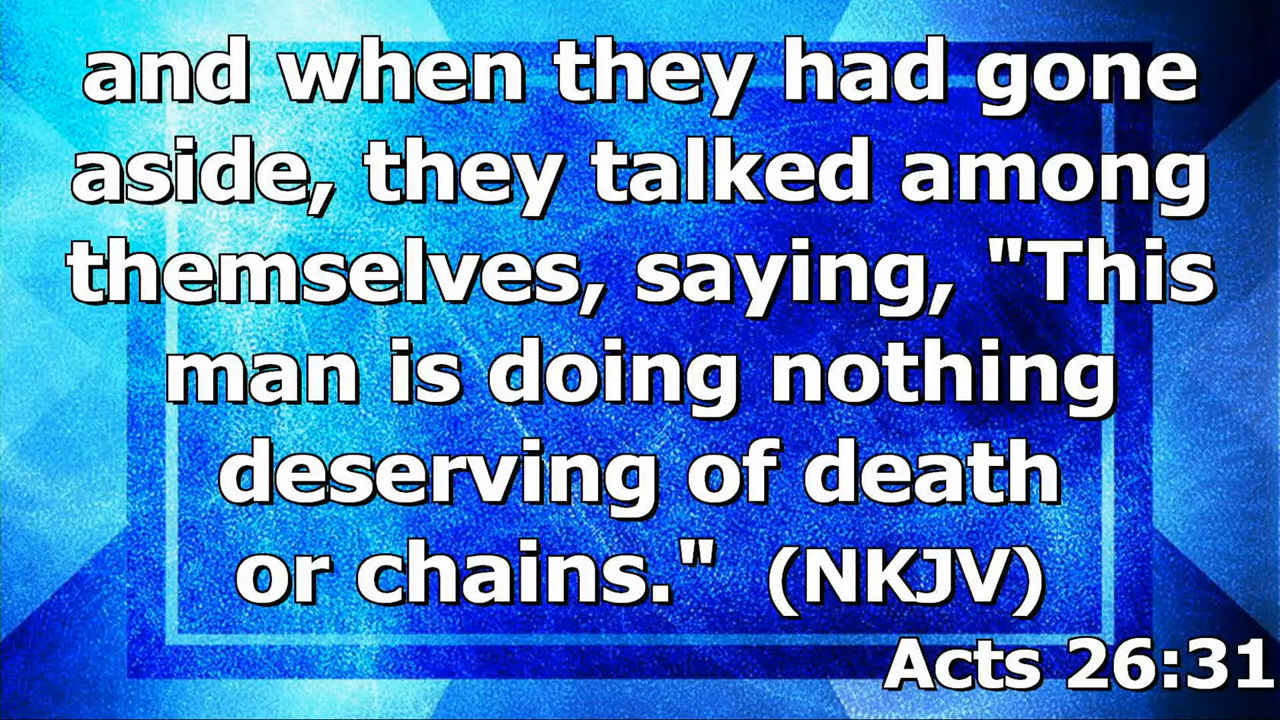 and when they had gone
aside, they talked among
themselves, saying, "This
man is doing nothing
deserving of death
or chains." (NKJV)
Acts 26:31